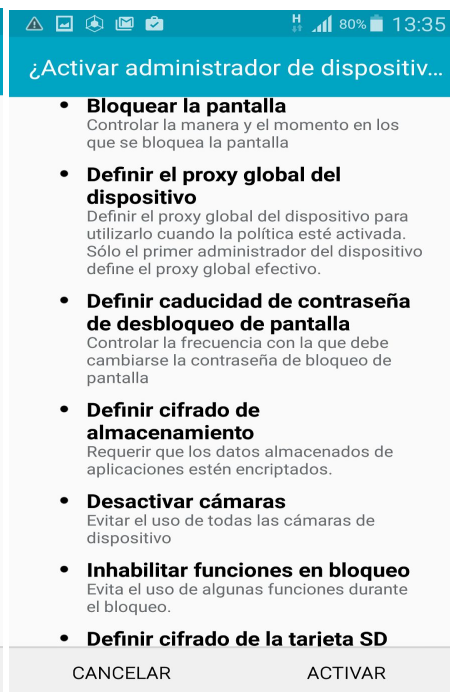 H 80% 13:35
¿Activar administrador de dispositiv...
• Bloquear la pantalla
Controlar la manera y el momento en los
que se bloquea la pantalla
• Definir el proxy global del
dispositivo
Definir el proxy global del dispositivo para
utilizarlo cuando la política esté activada.
Sólo el primer administrador del dispositivo
define el proxy global efectivo.
• Definir caducidad de contraseña
de desbloqueo de pantalla
Controlar la frecuencia con la que debe
cambiarse la contraseña de bloqueo de
pantalla
• Definir cifrado de
almacenamiento
Requerir que los datos almacenados de
aplicaciones estén encriptados.
• Desactivar cámaras
Evitar el uso de todas las cámaras de
dispositivo
• Inhabilitar funciones en bloqueo
Evita el uso de algunas funciones durante
el bloqueo.
• Definir cifrado de la tarjeta SD
CANCELAR ACTIVAR